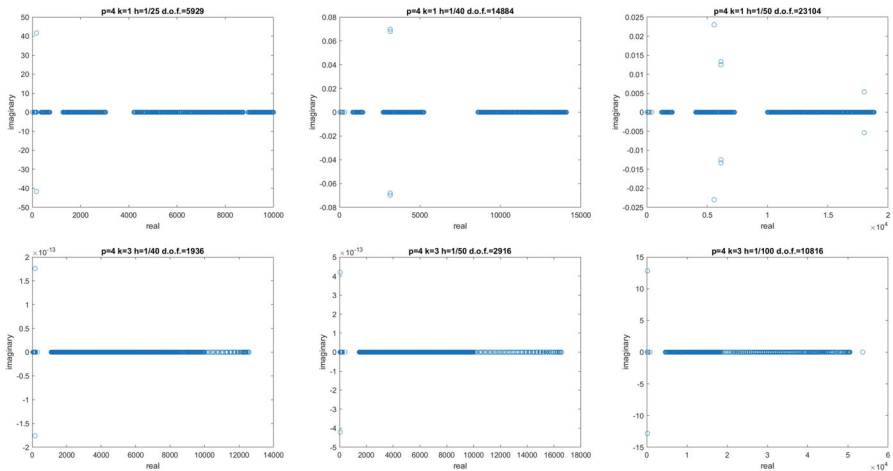 p=4 k=1 h=1/25 d.o.f.=5929
50
40
30
20
10
0
-10
-20
-30
-40
-50
imaginary
0 2000 4000 6000 8000 10000
real
p=4 k=1 h=1/40 d.o.f.=14884
0.08
0.06
0.04
0.02
0
-0.02
-0.04
-0.06
-0.08
imaginary
0 5000 10000 15000
real
p=4 k=1 h=1/50 d.o.f.=23104
0.025
0.02
0.015
0.01
0.005
0
-0.005
-0.01
-0.015
-0.02
-0.025
imaginary
0 0.5 1 1.5 2
real
×10⁴
p=4 k=3 h=1/40 d.o.f.=1936
×10⁻¹³
2
1.5
1
0.5
0
-0.5
-1
-1.5
-2
imaginary
0 2000 4000 6000 8000 10000 12000 14000
real
p=4 k=3 h=1/50 d.o.f.=2916
×10⁻¹³
5
4
3
2
1
0
-1
-2
-3
-4
-5
imaginary
0 2000 4000 6000 8000 10000 12000 14000 16000 18000
real
p=4 k=3 h=1/100 d.o.f.=10816
15
10
5
0
-5
-10
-15
imaginary
0 1 2 3 4 5 6
real
×10⁴